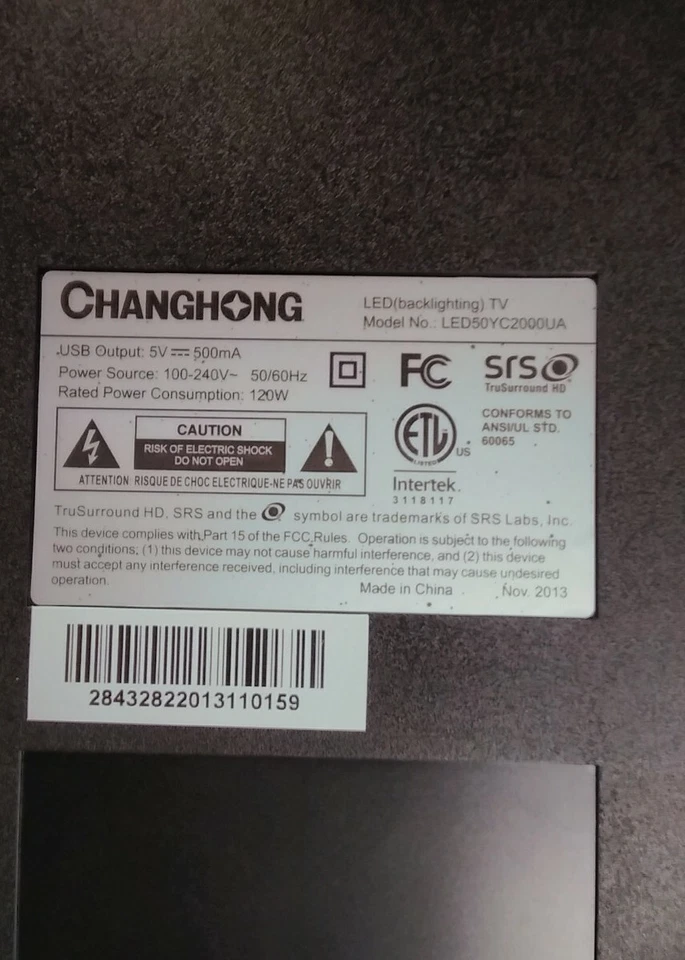 CHANGHONG
LED(backlighting) TV
Model No.: LED50YC2000UA
USB Output: 5V 500mA
Power Source: 100-240V~ 50/60Hz
Rated Power Consumption: 120W
FC
SRS
TruSurround HD
CAUTION
RISK OF ELECTRIC SHOCK
DO NOT OPEN
ATTENTION RISQUE DE CHOC ELECTRIQUE-NE PAS OUVRIR
ETL
LISTED
US
CONFORMS TO
ANSI/UL STD.
60065
Intertek
3118117
TruSurround HD, SRS and the symbol are trademarks of SRS Labs, Inc.
This device complies with Part 15 of the FCC Rules. Operation is subject to the following
two conditions; (1) this device may not cause harmful interference, and (2) this device
must accept any interference received, including interference that may cause undesired
operation.
Made in China
Nov. 2013
28432822013110159